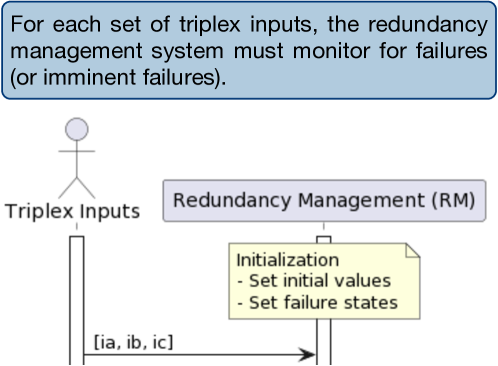 For each set of triplex inputs, the redundancy
management system must monitor for failures
(or imminent failures).
Triplex Inputs
Redundancy Management (RM)
Initialization
- Set initial values
- Set failure states
[ia, ib, ic]